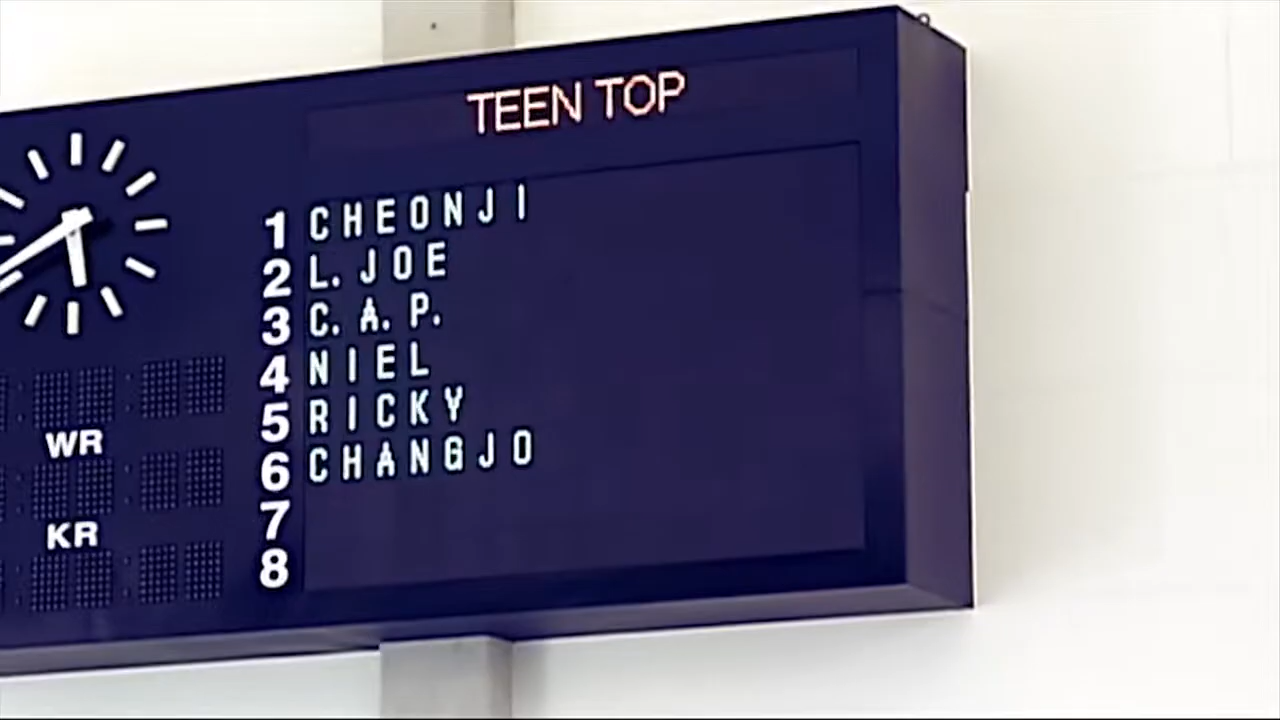 TEEN TOP
1 CHEONJI
2 L. JOE
3 C. A. P.
4 NIEL
5 RICKY
6 CHANGJO
7
8
WR
KR